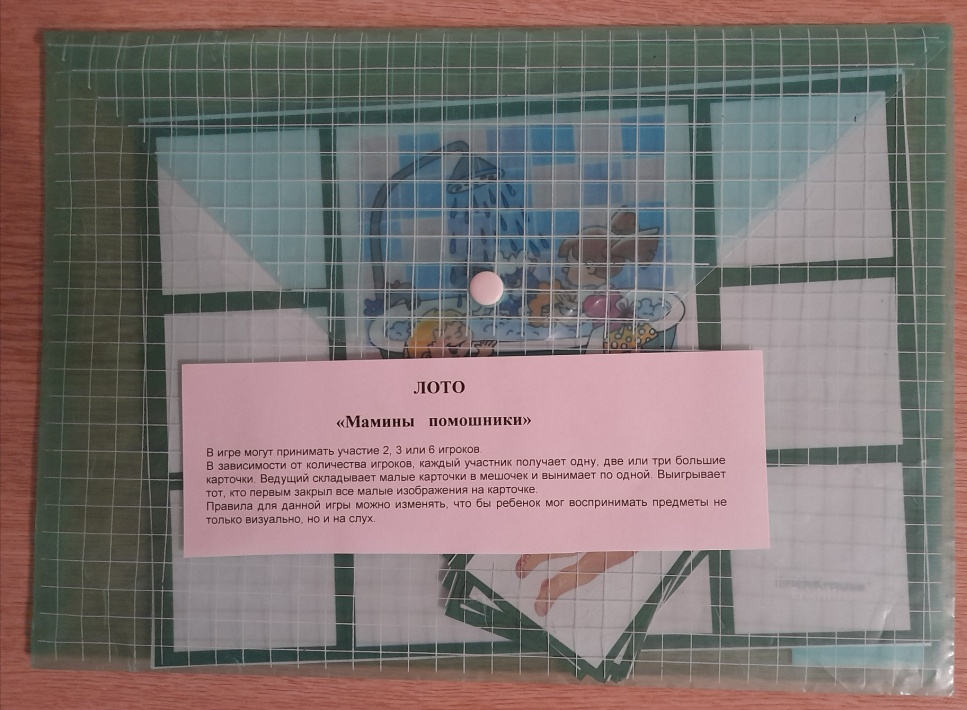 ЛОТО
«Мамины помошники»
В игре могут принимать участие 2, 3 или 6 игроков.
В зависимости от количества игроков, каждый участник получает одну, две или три большие
карточки. Ведущий складывает малые карточки в мешочек и вынимает по одной. Выигрывает
тот, кто первым закрыл все малые изображения на карточке.
Правила для данной игры можно изменять, что бы ребенок мог воспринимать предметы не
только визуально, но и на слух.